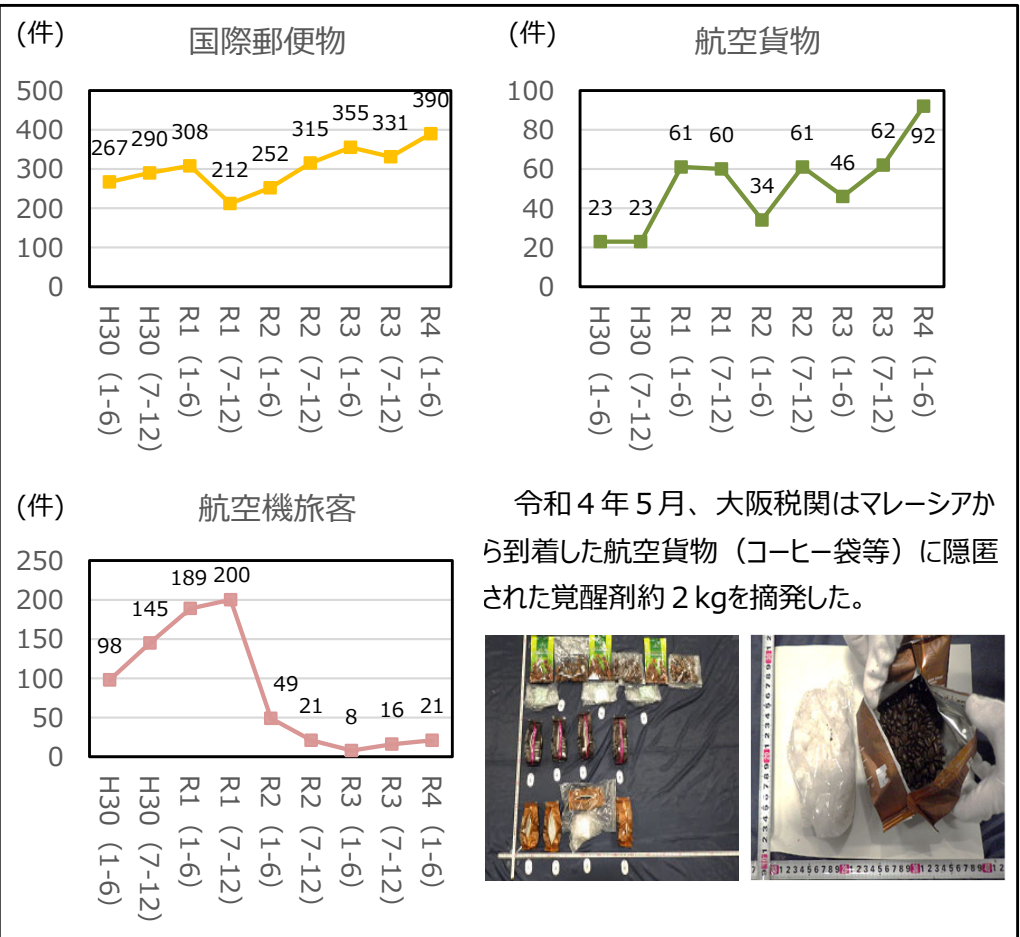 (件)
国際郵便物
500
400
300
200
100
0
267 290 308 212 252 315 355 331 390
H30（1-6）
H30（7-12）
R1（1-6）
R1（7-12）
R2（1-6）
R2（7-12）
R3（1-6）
R3（7-12）
R4（1-6）
(件)
航空貨物
100
80
60
40
20
0
23 23 61 60 34 61 46 62 92
H30（1-6）
H30（7-12）
R1（1-6）
R1（7-12）
R2（1-6）
R2（7-12）
R3（1-6）
R3（7-12）
R4（1-6）
(件)
航空機旅客
250
200
150
100
50
0
98 145 189 200 49 21 8 16 21
H30（1-6）
H30（7-12）
R1（1-6）
R1（7-12）
R2（1-6）
R2（7-12）
R3（1-6）
R3（7-12）
R4（1-6）
令和４年５月、大阪税関はマレーシアか
ら到着した航空貨物（コーヒー袋等）に隠匿
された覚醒剤約２kgを摘発した。